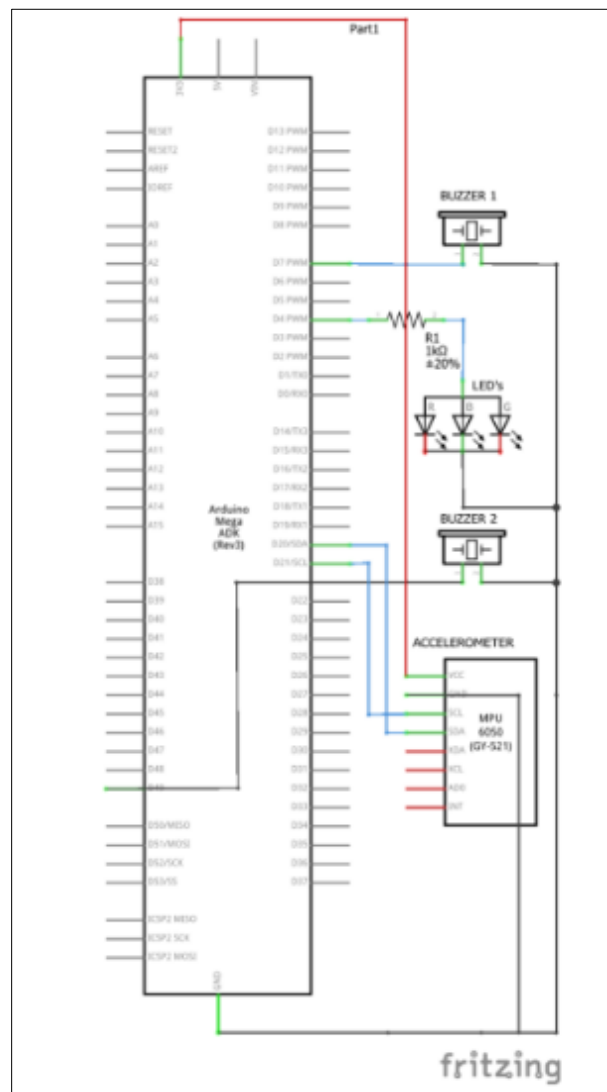 Part1
3V3
5V
VIN
RESET
RESET2
AREF
IOREF
A0
A1
A2
A3
A4
A5
A6
A7
A8
A9
A10
A11
A12
A13
A14
A15
D38
D39
D40
D41
D42
D43
D44
D45
D46
D47
D48
D49
D50/MISO
D51/MOSI
D52/SCK
D53/SS
ICSP2 MISO
ICSP2 SCK
ICSP2 MOSI
D13 PWM
D12 PWM
D11 PWM
D10 PWM
D9 PWM
D8 PWM
D7 PWM
D6 PWM
D5 PWM
D4 PWM
D3 PWM
D2 PWM
D1/TX0
D0/RX0
D14/TX3
D15/RX3
D16/TX2
D17/RX2
D18/TX1
D19/RX1
D20/SDA
D21/SCL
D22
D23
D24
D25
D26
D27
D28
D29
D30
D31
D32
D33
D34
D35
D36
D37
Arduino
Mega
ADK
(Rev3)
GND
BUZZER 1
R1
1kΩ
±20%
LED's
R
B
G
BUZZER 2
ACCELEROMETER
VCC
GND
SCL
SDA
XDA
XCL
AD0
INT
MPU
6050
(GY-521)
fritzing